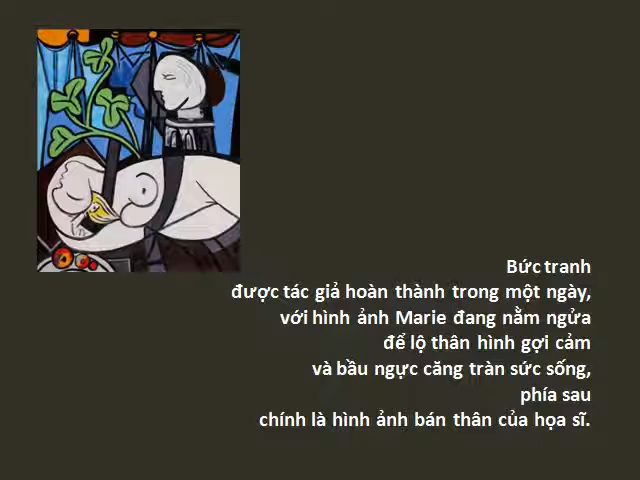 Bức tranh
được tác giả hoàn thành trong một ngày,
với hình ảnh Marie đang nằm ngửa
để lộ thân hình gợi cảm
và bầu ngực căng tràn sức sống,
phía sau
chính là hình ảnh bán thân của họa sĩ.